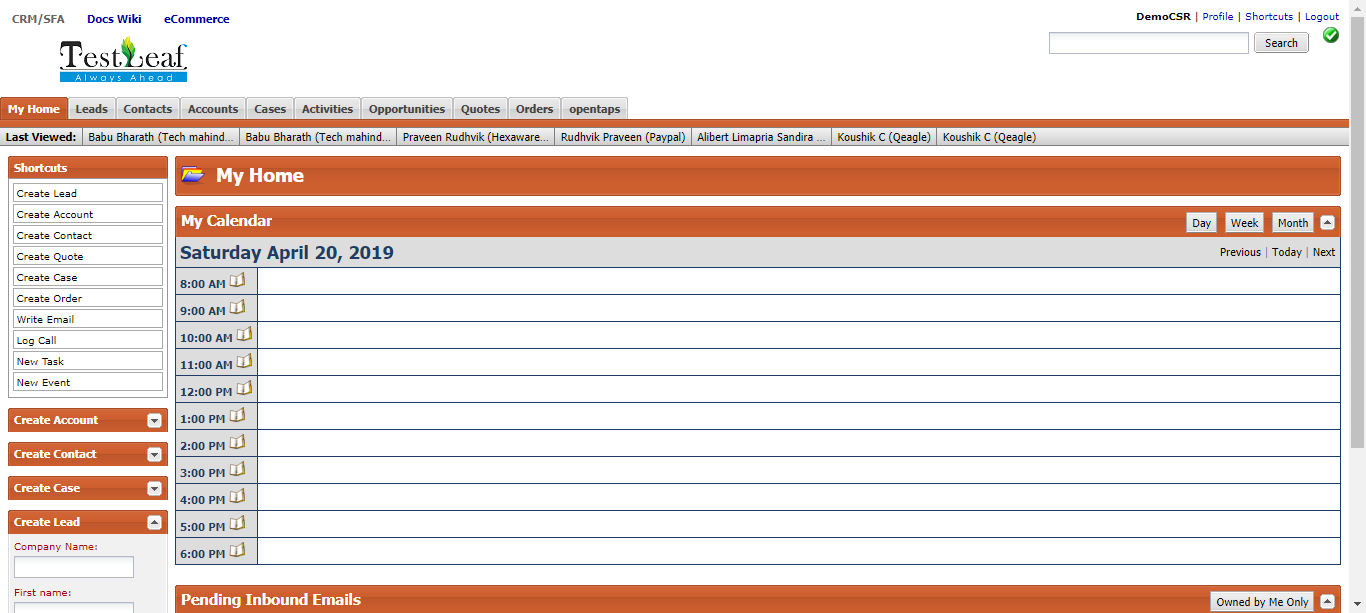 CRM/SFA Docs Wiki eCommerce
DemoCSR | Profile | Shortcuts | Logout
TestLeaf
Always Ahead
Search
My Home Leads Contacts Accounts Cases Activities Opportunities Quotes Orders opentaps
Last Viewed: Babu Bharath (Tech mahind... Babu Bharath (Tech mahind... Praveen Rudhvik (Hexaware... Rudhvik Praveen (Paypal) Alibert Limapria Sandira ... Koushik C (Qeagle) Koushik C (Qeagle)
Shortcuts
Create Lead
Create Account
Create Contact
Create Quote
Create Case
Create Order
Write Email
Log Call
New Task
New Event
Create Account
Create Contact
Create Case
Create Lead
Company Name:
First name:
My Home
My Calendar Day Week Month
Saturday April 20, 2019 Previous | Today | Next
8:00 AM
9:00 AM
10:00 AM
11:00 AM
12:00 PM
1:00 PM
2:00 PM
3:00 PM
4:00 PM
5:00 PM
6:00 PM
Pending Inbound Emails Owned by Me Only